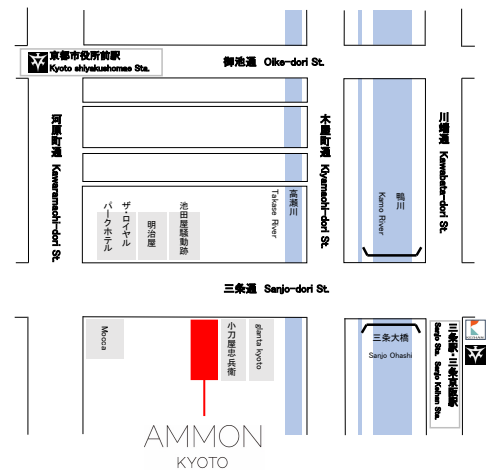 京都市役所前駅
Kyoto shiyakushomae Sta.
御池通 Oike-dori St.
河原町通 Kawaramachi-dori St.
木屋町通 Kiyamachi-dori St.
川端通 Kawabata-dori St.
ザ・ロイヤル
パークホテル
明治屋
池田屋騒動跡
高瀬川
Takase River
鴨川
Kamo River
三条通 Sanjo-dori St.
Mocca
小刀屋忠兵衛
giarita kyoto
三条大橋
Sanjo Ohashi
三条駅・三条京阪駅
Sanjo Sta. Sanjo Keihan Sta.
AMMON
KYOTO